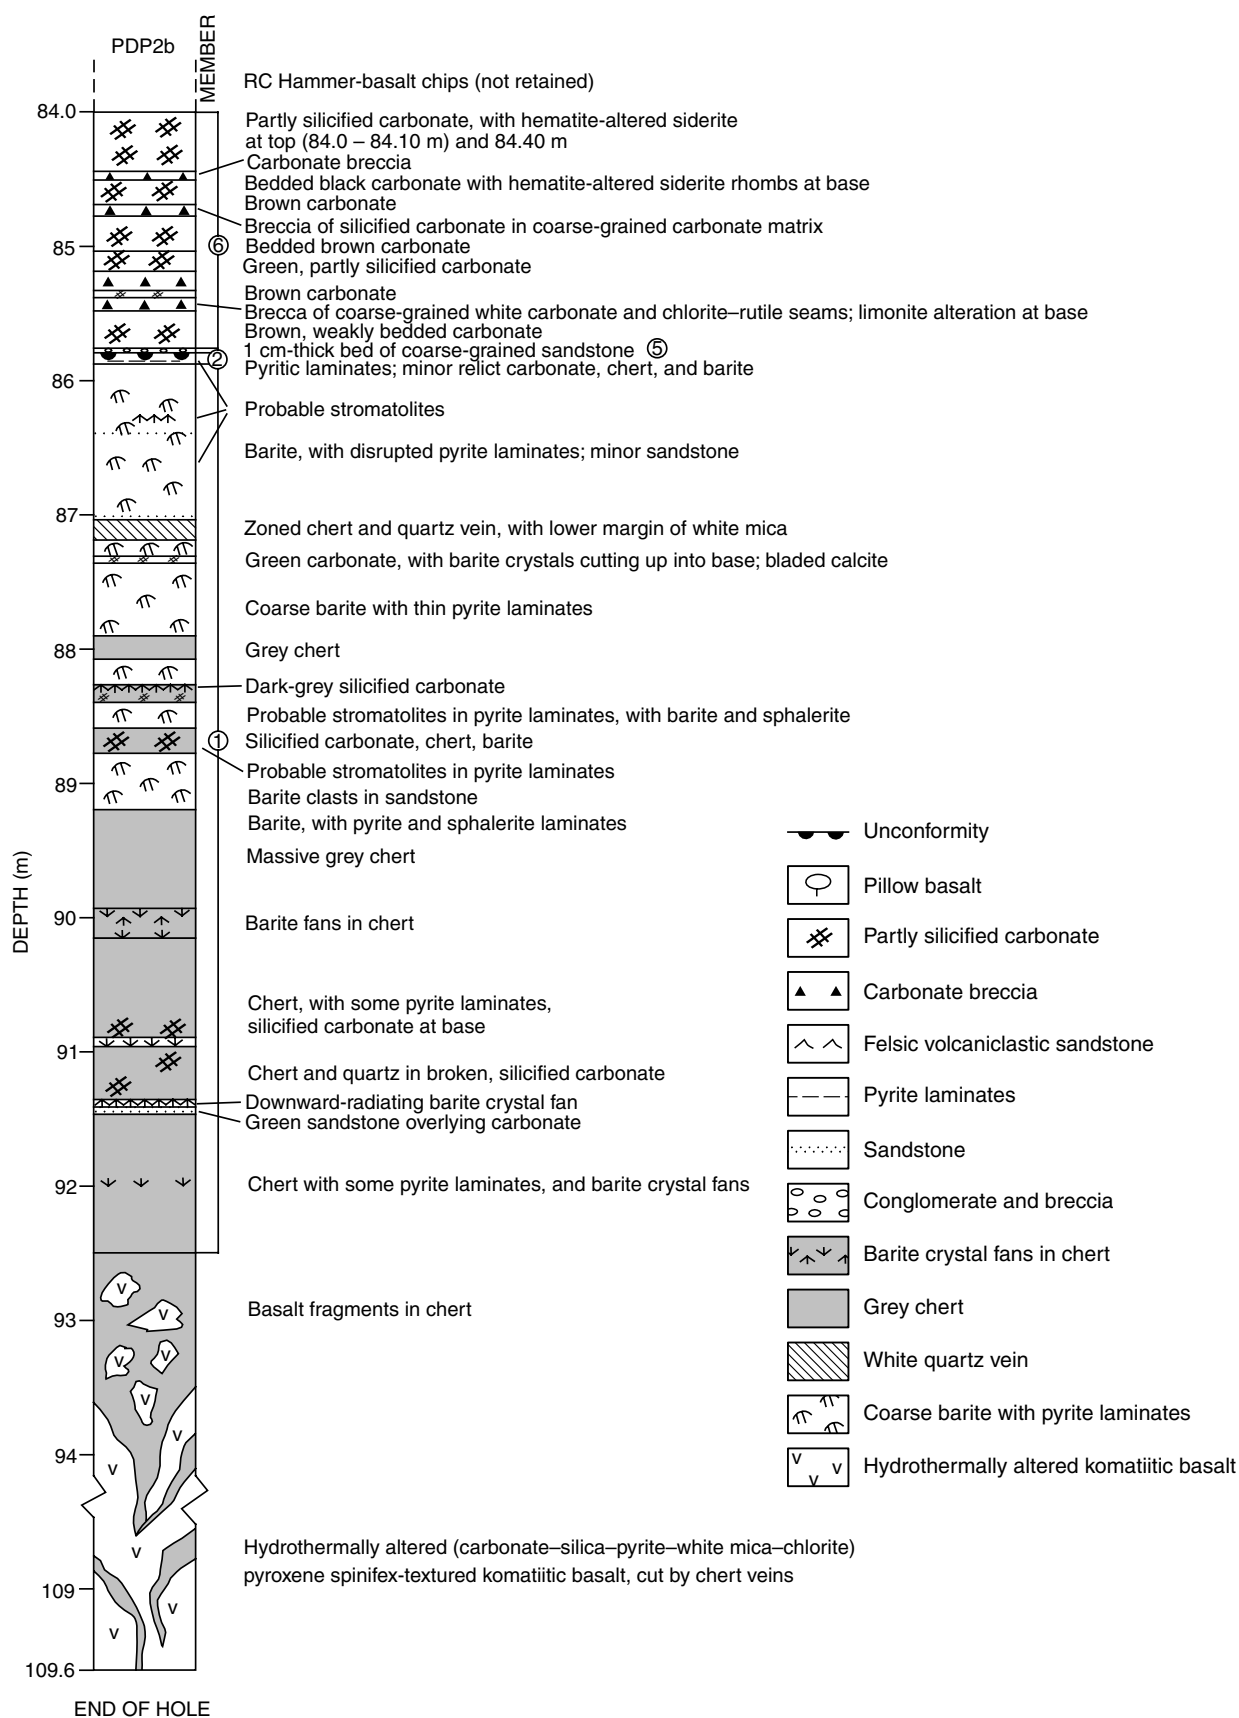 PDP2b
MEMBER
RC Hammer-basalt chips (not retained)
84.0
Partly silicified carbonate, with hematite-altered siderite
at top (84.0 – 84.10 m) and 84.40 m
Carbonate breccia
Bedded black carbonate with hematite-altered siderite rhombs at base
Brown carbonate
Breccia of silicified carbonate in coarse-grained carbonate matrix
85
⑥ Bedded brown carbonate
Green, partly silicified carbonate
Brown carbonate
Brecca of coarse-grained white carbonate and chlorite–rutile seams; limonite alteration at base
Brown, weakly bedded carbonate
1 cm-thick bed of coarse-grained sandstone ⑤
②
Pyritic laminates; minor relict carbonate, chert, and barite
86
Probable stromatolites
Barite, with disrupted pyrite laminates; minor sandstone
87
Zoned chert and quartz vein, with lower margin of white mica
Green carbonate, with barite crystals cutting up into base; bladed calcite
Coarse barite with thin pyrite laminates
88
Grey chert
Dark-grey silicified carbonate
Probable stromatolites in pyrite laminates, with barite and sphalerite
① Silicified carbonate, chert, barite
Probable stromatolites in pyrite laminates
89
Barite clasts in sandstone
Barite, with pyrite and sphalerite laminates
Massive grey chert
DEPTH (m)
90
Barite fans in chert
Chert, with some pyrite laminates,
silicified carbonate at base
91
Chert and quartz in broken, silicified carbonate
Downward-radiating barite crystal fan
Green sandstone overlying carbonate
92
Chert with some pyrite laminates, and barite crystal fans
v
v
93
Basalt fragments in chert
v
v
v
v
94
v
v
Hydrothermally altered (carbonate–silica–pyrite–white mica–chlorite)
pyroxene spinifex-textured komatiitic basalt, cut by chert veins
109
v
v
109.6
END OF HOLE
Unconformity
Pillow basalt
Partly silicified carbonate
Carbonate breccia
Felsic volcaniclastic sandstone
Pyrite laminates
Sandstone
Conglomerate and breccia
Barite crystal fans in chert
Grey chert
White quartz vein
Coarse barite with pyrite laminates
v v v
Hydrothermally altered komatiitic basalt